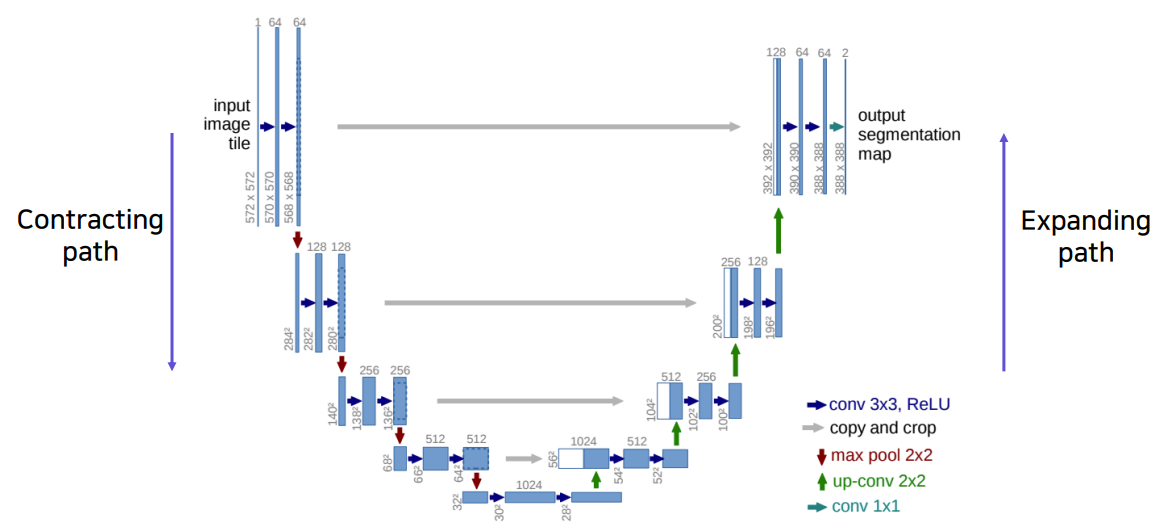 1 64 64
128 64 64 2
input
image
tile
output
segmentation
map
572 x 572
570 x 570
568 x 568
392 x 392
390 x 390
388 x 388
388 x 388
Contracting
path
Expanding
path
128 128
256 128
284²
282²
280²
200²
198²
196²
256 256
512 256
140²
138²
136²
104²
102²
100²
512 512
1024 512
68²
66²
64²
56²
54²
52²
1024
32²
30²
28²
conv 3x3, ReLU
copy and crop
max pool 2x2
up-conv 2x2
conv 1x1